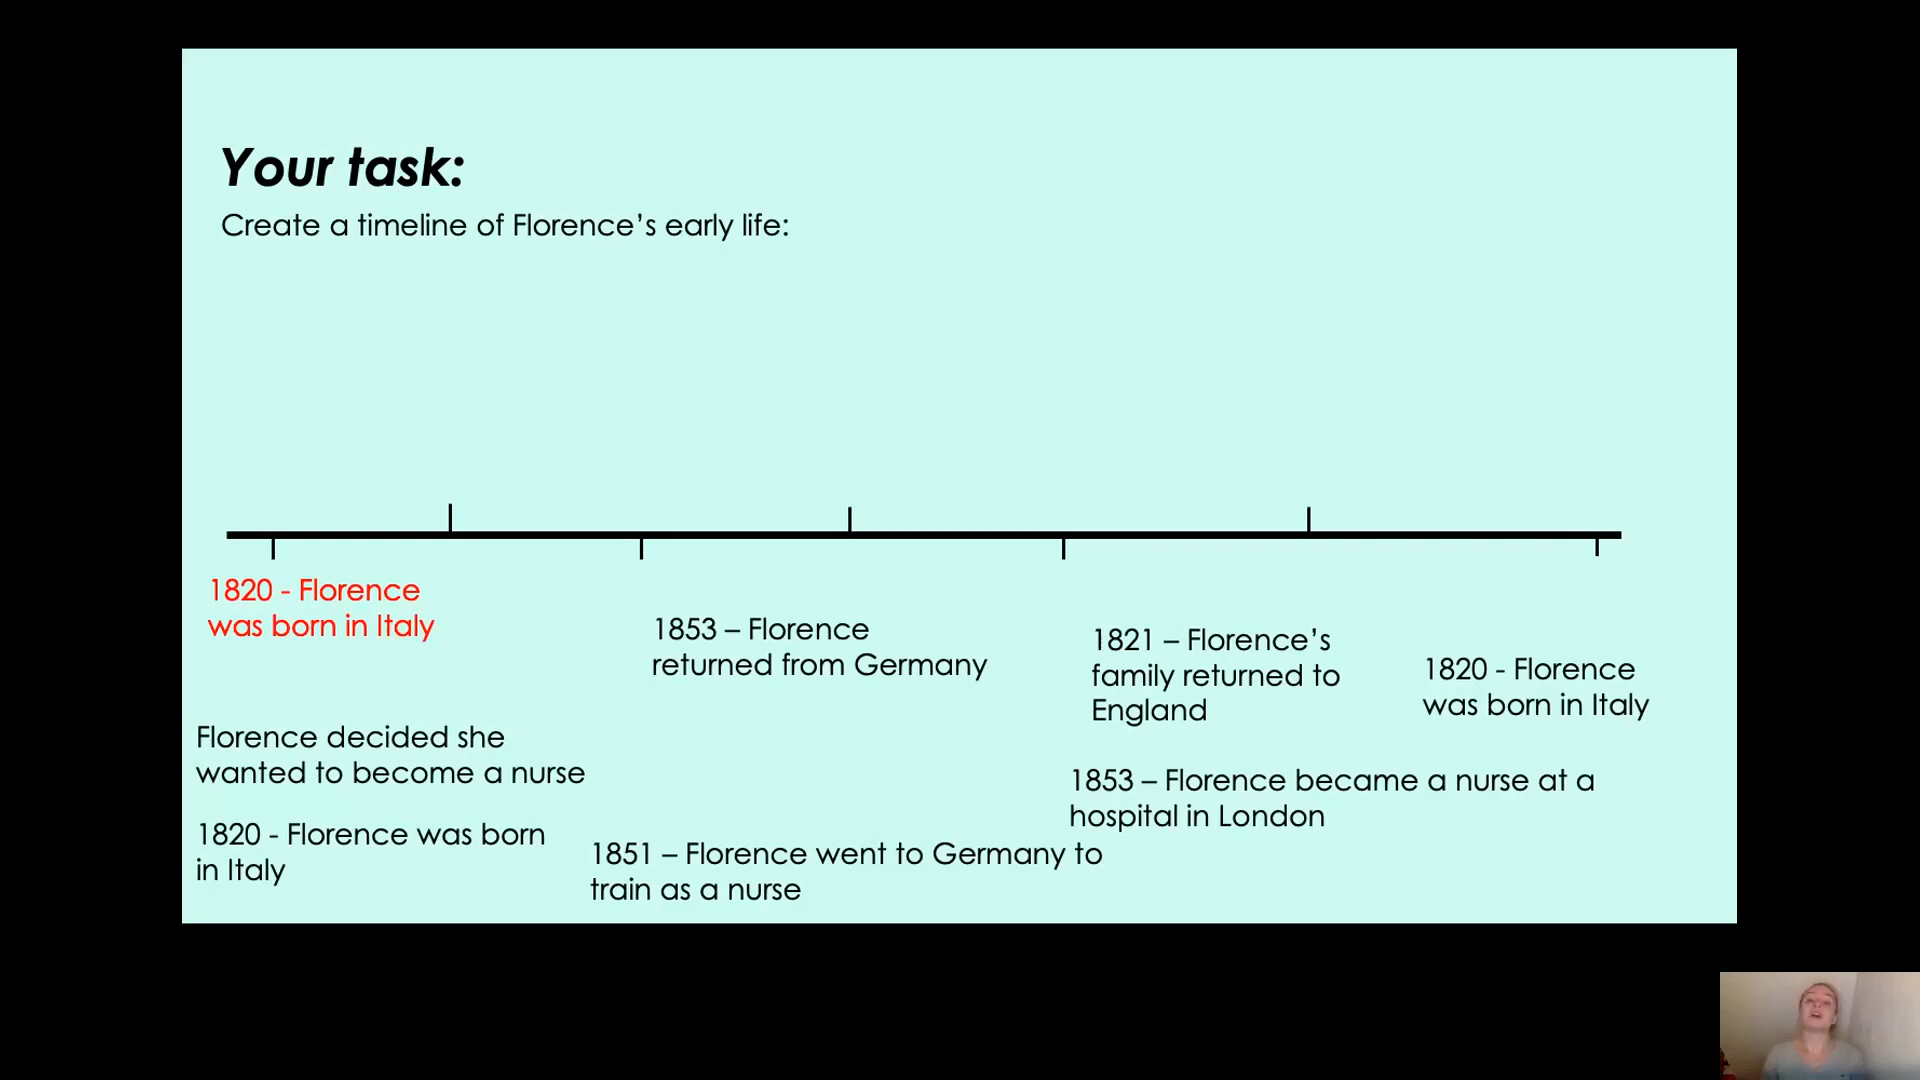 Your task:
Create a timeline of Florence’s early life:
1820 - Florence
was born in Italy
1853 – Florence
returned from Germany
1821 – Florence’s
family returned to
England
1820 - Florence
was born in Italy
Florence decided she
wanted to become a nurse
1853 – Florence became a nurse at a
hospital in London
1820 - Florence was born
in Italy
1851 – Florence went to Germany to
train as a nurse